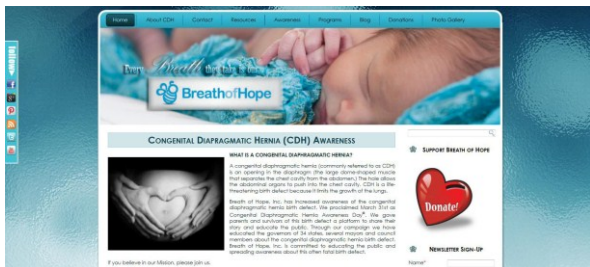 Home About CDH Contact Resources Awareness Programs Blog Donations Photo Gallery
follow
Every Breath they take is our
BreathofHope
CONGENITAL DIAPHRAGMATIC HERNIA (CDH) AWARENESS
WHAT IS A CONGENITAL DIAPHRAGMATIC HERNIA?
A congenital diaphragmatic hernia (commonly referred to as CDH)
is an opening in the diaphragm (the large dome-shaped muscle
that separates the chest cavity from the abdomen.) The hole allows
the abdominal organs to push into the chest cavity. CDH is a life-
threatening birth defect because it limits the growth of the lungs.
Breath of Hope, Inc. has increased awareness of the congenital
diaphragmatic hernia birth defect. We proclaimed March 31st as
Congenital Diaphragmatic Hernia Awareness Day®. We gave
parents and survivors of this birth defect a platform to share their
story and educate the public. Through our campaign we have
educated the governors of 34 states, several mayors and council
members about the congenital diaphragmatic hernia birth defect.
Breath of Hope, Inc. is committed to educating the public and
spreading awareness about this often fatal birth defect.
If you believe in our Mission, please join us.
SUPPORT BREATH OF HOPE
Donate!
NEWSLETTER SIGN-UP
Name*